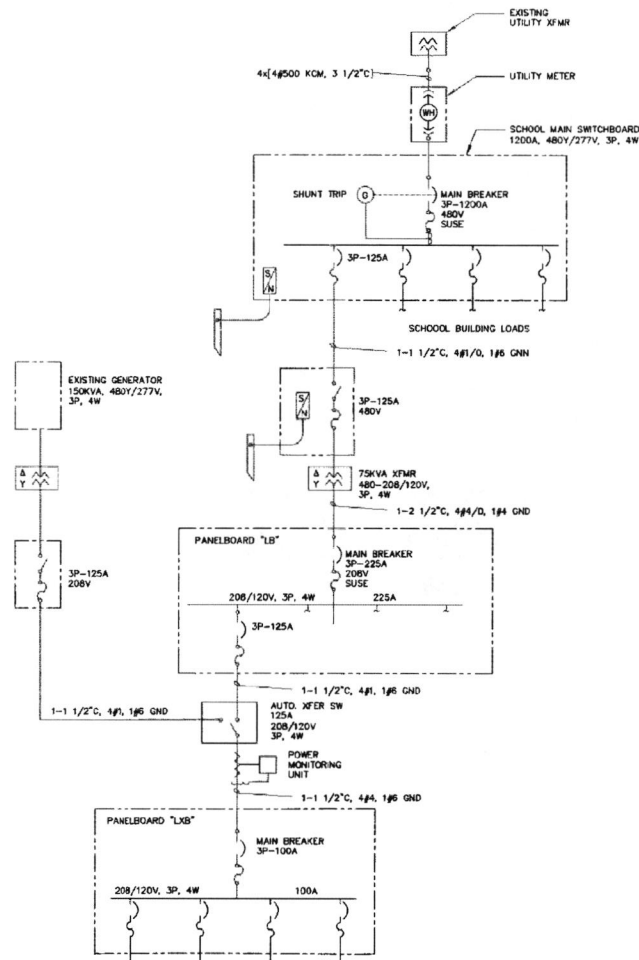 EXISTING
UTILITY XFMR
4x[4#500 KCM, 3 1/2"C]
UTILITY METER
WH
SCHOOL MAIN SWITCHBOARD
1200A, 480Y/277V, 3P, 4W
SHUNT TRIP
G
MAIN BREAKER
3P-1200A
480V
SUSE
3P-125A
S/N
SCHOOOL BUILDING LOADS
1-1 1/2"C, 4#1/0, 1#6 GNN
EXISTING GENERATOR
150KVA, 480Y/277V,
3P, 4W
S/N
3P-125A
480V
Δ
Y
Δ
Y
75KVA XFMR
480-208/120V,
3P, 4W
1-2 1/2"C, 4#4/0, 1#4 GND
PANELBOARD "LB"
MAIN BREAKER
3P-225A
208V
SUSE
3P-125A
208V
208/120V, 3P, 4W
225A
3P-125A
1-1 1/2"C, 4#1, 1#6 GND
1-1 1/2"C, 4#1, 1#6 GND
AUTO. XFER SW
125A
208/120V
3P, 4W
POWER
MONITORING
UNIT
1-1 1/2"C, 4#4, 1#6 GND
PANELBOARD "LXB"
MAIN BREAKER
3P-100A
208/120V, 3P, 4W
100A